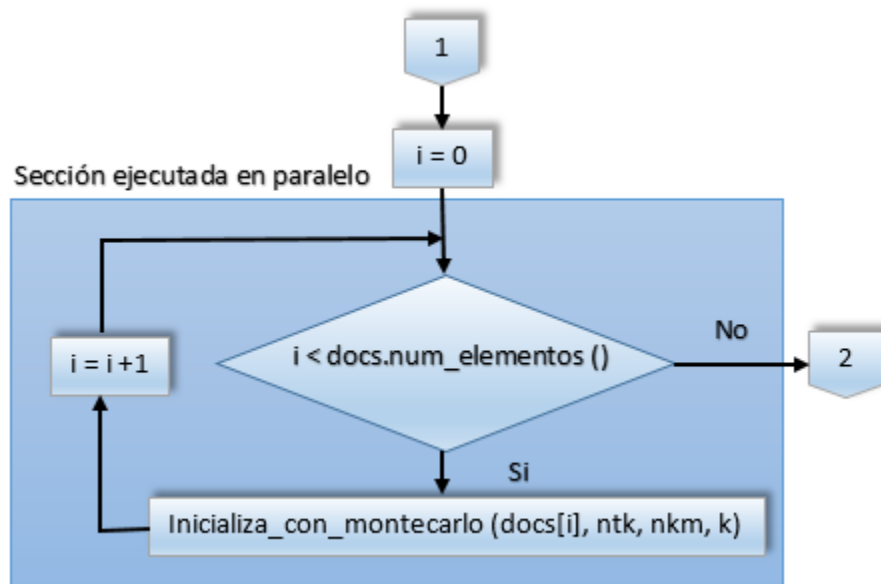 1
i = 0
Sección ejecutada en paralelo
i < docs.num_elementos ()
No
2
i = i +1
Si
Inicializa_con_montecarlo (docs[i], ntk, nkm, k)